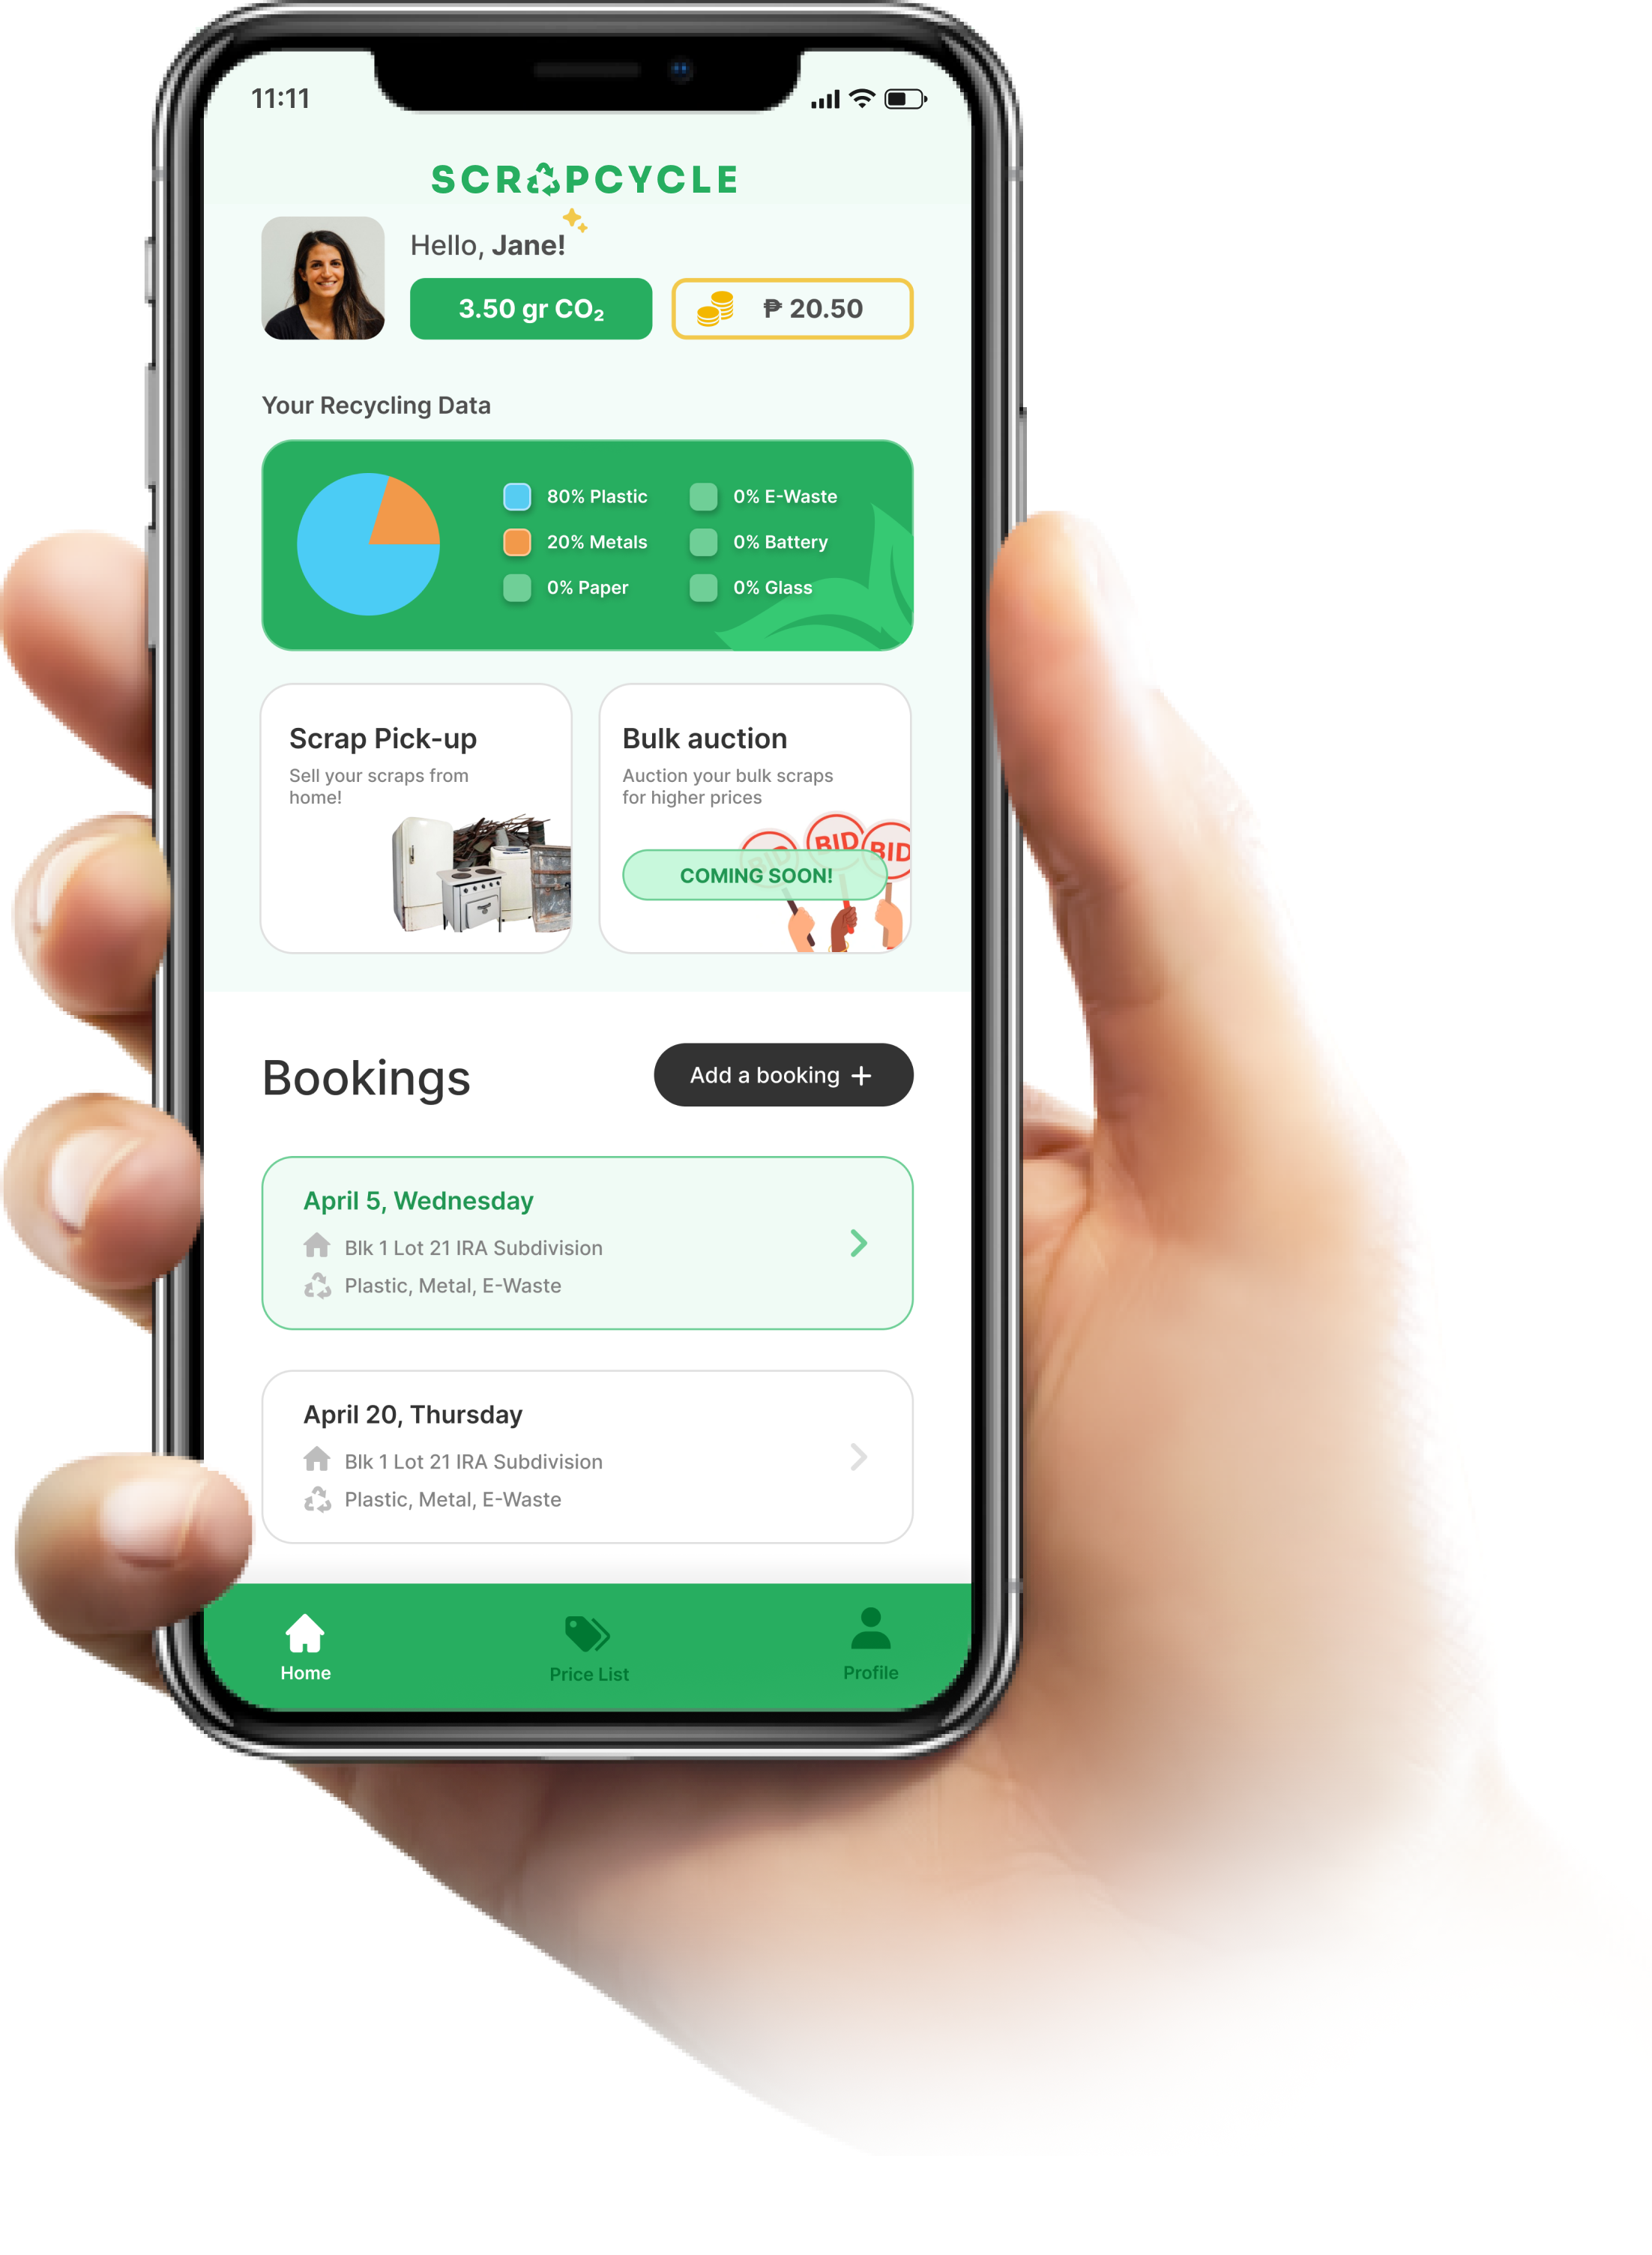 11:11
SCRAPCYCLE
Hello, Jane!
3.50 gr CO₂
₱ 20.50
Your Recycling Data
80% Plastic
0% E-Waste
20% Metals
0% Battery
0% Paper
0% Glass
Scrap Pick-up
Sell your scraps from
home!
Bulk auction
Auction your bulk scraps
for higher prices
BID
BID
BID
COMING SOON!
Bookings
Add a booking +
April 5, Wednesday
Blk 1 Lot 21 IRA Subdivision
Plastic, Metal, E-Waste
April 20, Thursday
Blk 1 Lot 21 IRA Subdivision
Plastic, Metal, E-Waste
Home
Price List
Profile